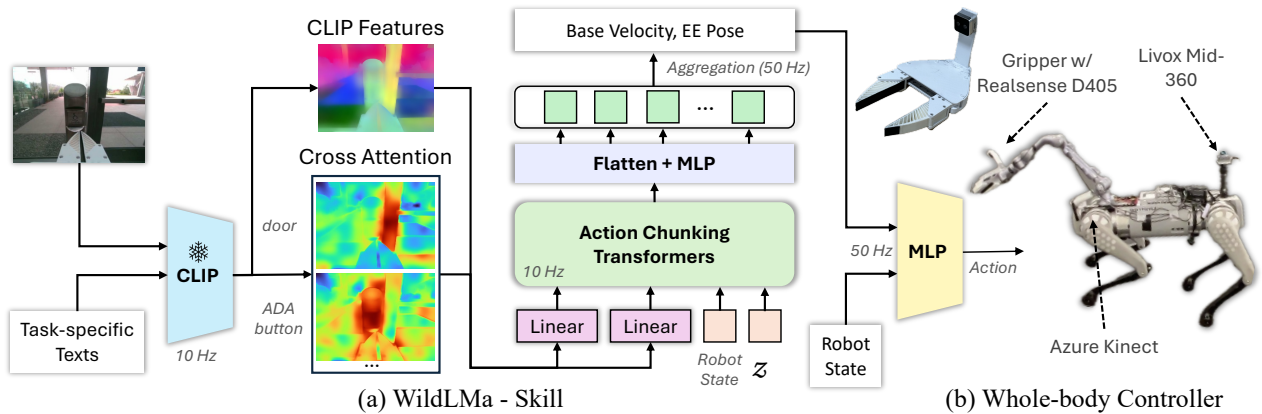 CLIP Features
Cross Attention
door
ADA
button
...
CLIP
10 Hz
Task-specific
Texts
Base Velocity, EE Pose
Aggregation (50 Hz)
...
Flatten + MLP
Action Chunking
Transformers
10 Hz
Linear
Linear
Robot
State
z
(a) WildLMa - Skill
Gripper w/
Realsense D405
Livox Mid-
360
50 Hz
MLP
Action
Robot
State
Azure Kinect
(b) Whole-body Controller